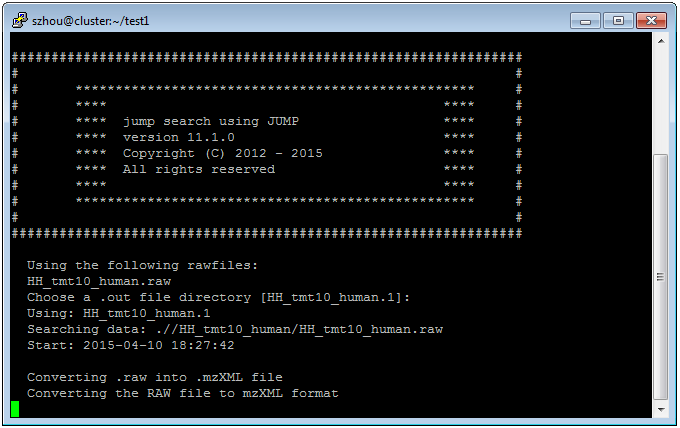 szhou@cluster:~/test1
################################################################
# #
# ************************************************** #
# **** **** #
# **** jump search using JUMP **** #
# **** version 11.1.0 **** #
# **** Copyright (C) 2012 - 2015 **** #
# **** All rights reserved **** #
# **** **** #
# ************************************************** #
# #
################################################################
Using the following rawfiles:
HH_tmt10_human.raw
Choose a .out file directory [HH_tmt10_human.1]:
Using: HH_tmt10_human.1
Searching data: .//HH_tmt10_human/HH_tmt10_human.raw
Start: 2015-04-10 18:27:42
Converting .raw into .mzXML file
Converting the RAW file to mzXML format